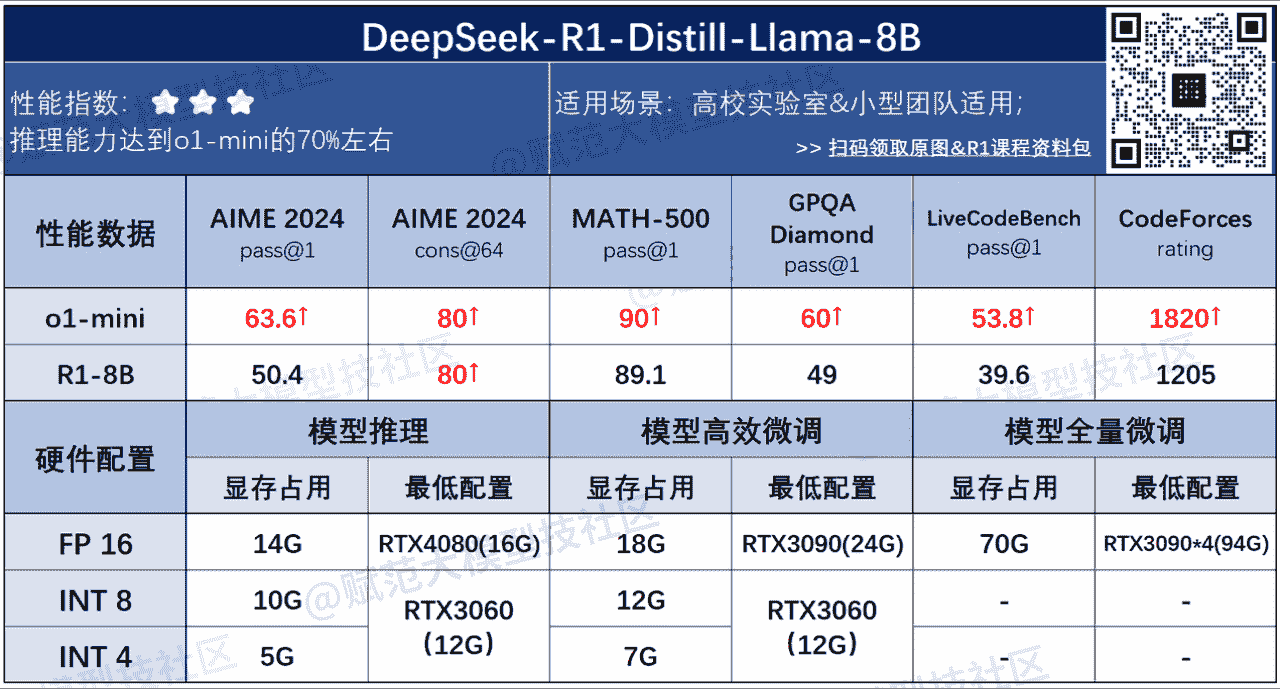 DeepSeek-R1-Distill-Llama-8B
性能指数：
推理能力达到o1-mini的70%左右
适用场景：高校实验室&小型团队适用；
>> 扫码领取原图&R1课程资料包
性能数据
AIME 2024
pass@1
AIME 2024
cons@64
MATH-500
pass@1
GPQA
Diamond
pass@1
LiveCodeBench
pass@1
CodeForces
rating
o1-mini
63.6↑
80↑
90↑
60↑
53.8↑
1820↑
R1-8B
50.4
80↑
89.1
49
39.6
1205
硬件配置
模型推理
模型高效微调
模型全量微调
显存占用
最低配置
显存占用
最低配置
显存占用
最低配置
FP 16
14G
RTX4080(16G)
18G
RTX3090(24G)
70G
RTX3090*4(94G)
INT 8
10G
RTX3060
（12G）
12G
RTX3060
（12G）
-
-
INT 4
5G
7G
-
-
@赋范大模型技社区